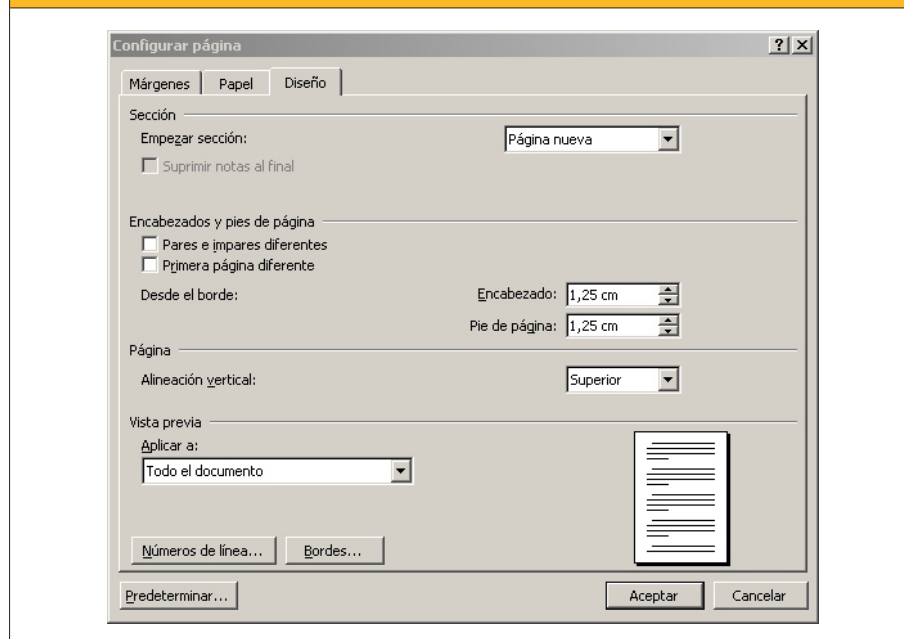 Configurar página
Márgenes Papel Diseño
Sección
Empezar sección: Página nueva
Suprimir notas al final
Encabezados y pies de página
Pares e impares diferentes
Primera página diferente
Desde el borde: Encabezado: 1,25 cm
Pie de página: 1,25 cm
Página
Alineación vertical: Superior
Vista previa
Aplicar a:
Todo el documento
Números de línea... Bordes...
Predeterminar... Aceptar Cancelar